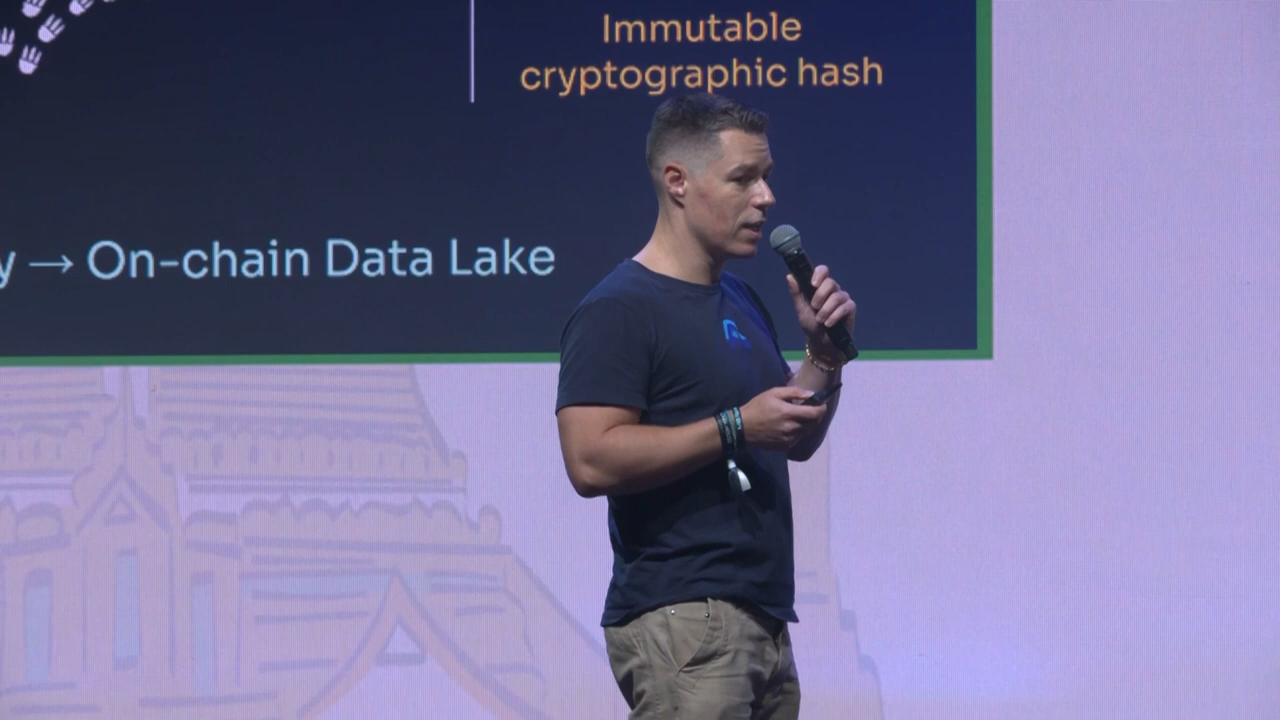 Immutable
cryptographic hash
y → On-chain Data Lake